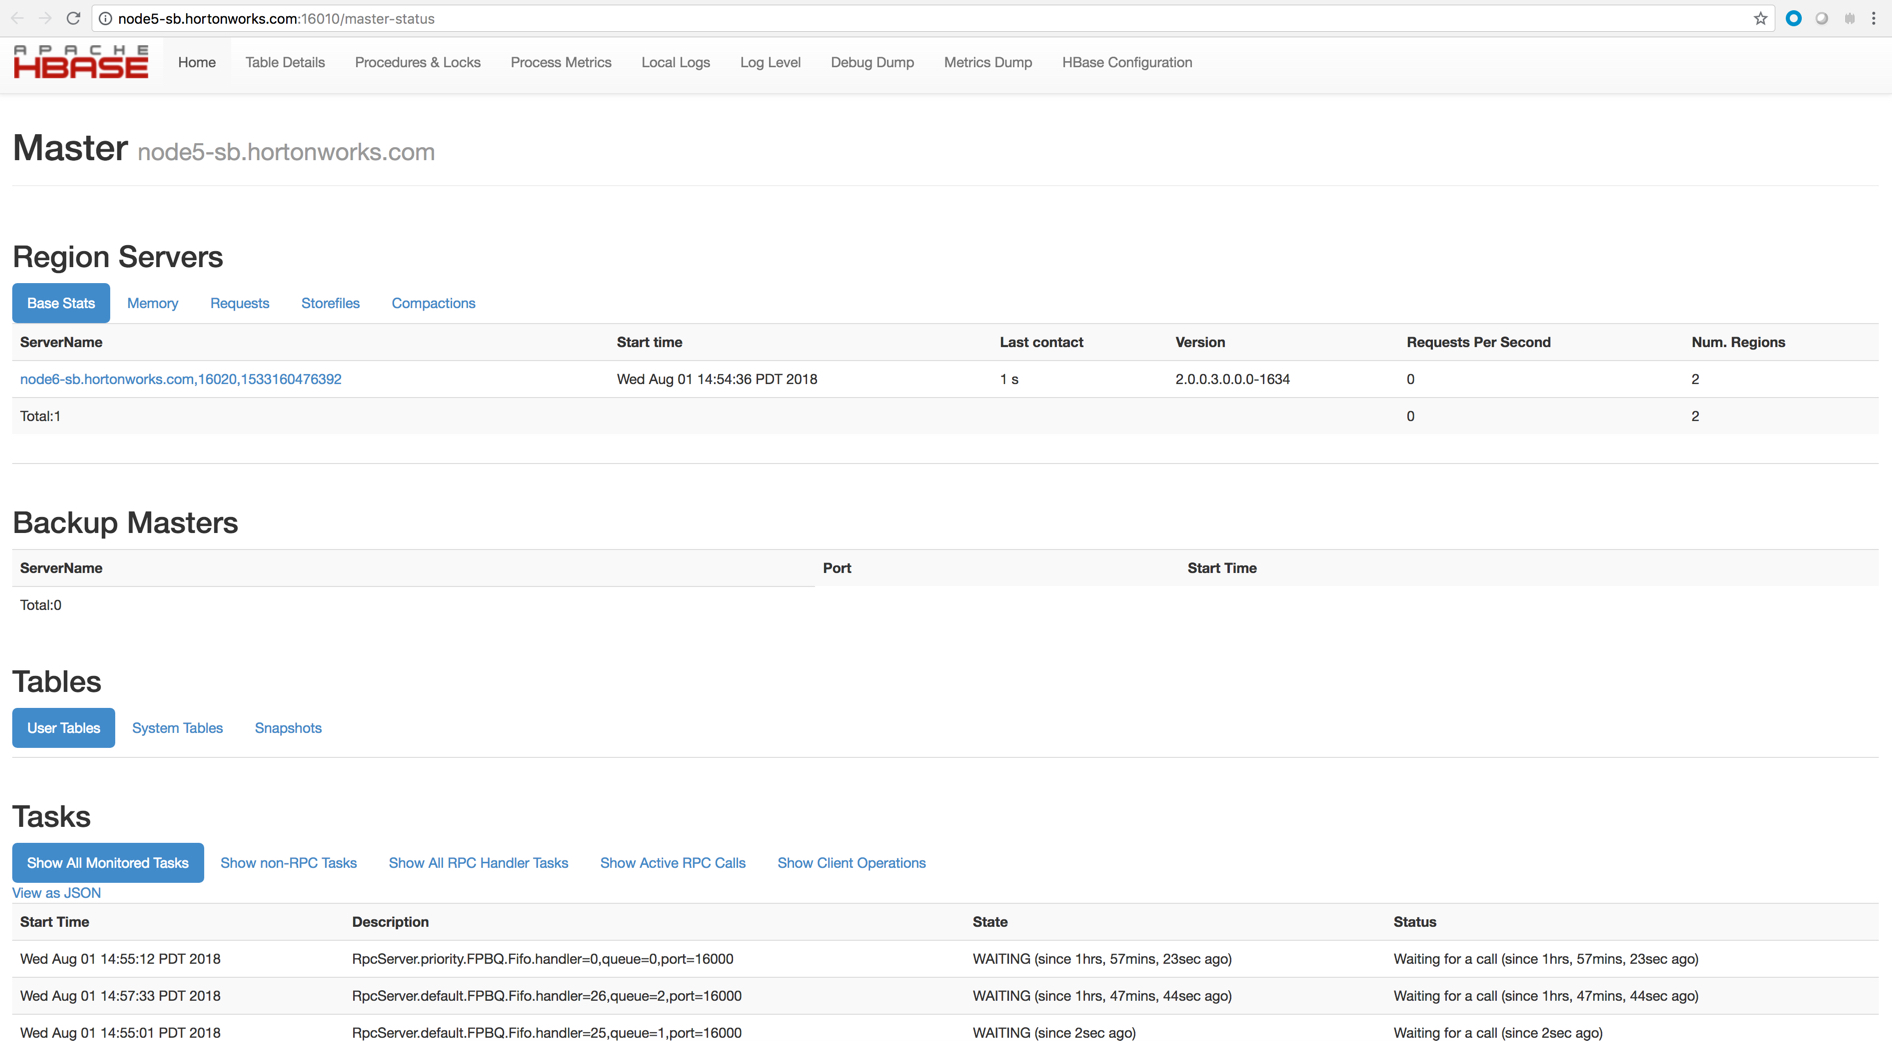 node5-sb.hortonworks.com:16010/master-status
APACHE
HBASE
Home Table Details Procedures & Locks Process Metrics Local Logs Log Level Debug Dump Metrics Dump HBase Configuration
Master node5-sb.hortonworks.com
Region Servers
Base Stats Memory Requests Storefiles Compactions
ServerName Start time Last contact Version Requests Per Second Num. Regions
node6-sb.hortonworks.com,16020,1533160476392 Wed Aug 01 14:54:36 PDT 2018 1 s 2.0.0.3.0.0.0-1634 0 2
Total:1 0 2
Backup Masters
ServerName Port Start Time
Total:0
Tables
User Tables System Tables Snapshots
Tasks
Show All Monitored Tasks Show non-RPC Tasks Show All RPC Handler Tasks Show Active RPC Calls Show Client Operations
View as JSON
Start Time Description State Status
Wed Aug 01 14:55:12 PDT 2018 RpcServer.priority.FPBQ.Fifo.handler=0,queue=0,port=16000 WAITING (since 1hrs, 57mins, 23sec ago) Waiting for a call (since 1hrs, 57mins, 23sec ago)
Wed Aug 01 14:57:33 PDT 2018 RpcServer.default.FPBQ.Fifo.handler=26,queue=2,port=16000 WAITING (since 1hrs, 47mins, 44sec ago) Waiting for a call (since 1hrs, 47mins, 44sec ago)
Wed Aug 01 14:55:01 PDT 2018 RpcServer.default.FPBQ.Fifo.handler=25,queue=1,port=16000 WAITING (since 2sec ago) Waiting for a call (since 2sec ago)